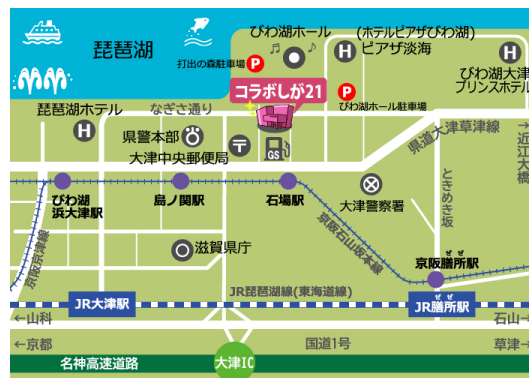 琵琶湖
びわ湖ホール
(ホテルピアザびわ湖)
ピアザ淡海
H
H
打出の森駐車場
P
コラボしが21
P
びわ湖ホール駐車場
びわ湖大津
プリンスホテル
琵琶湖ホテル
なぎさ通り
H
県警本部
大津中央郵便局
〒
GS
県道大津草津線
→近江大橋
びわ湖
浜大津駅
島ノ関駅
石場駅
大津警察署
ときめき坂
滋賀県庁
京阪京津線
京阪石山坂本線
ぜぜ
京阪膳所駅
JR大津駅
JR琵琶湖線(東海道線)
ぜぜ
JR膳所駅
←山科
石山→
←京都
国道1号
草津→
名神高速道路
大津IC